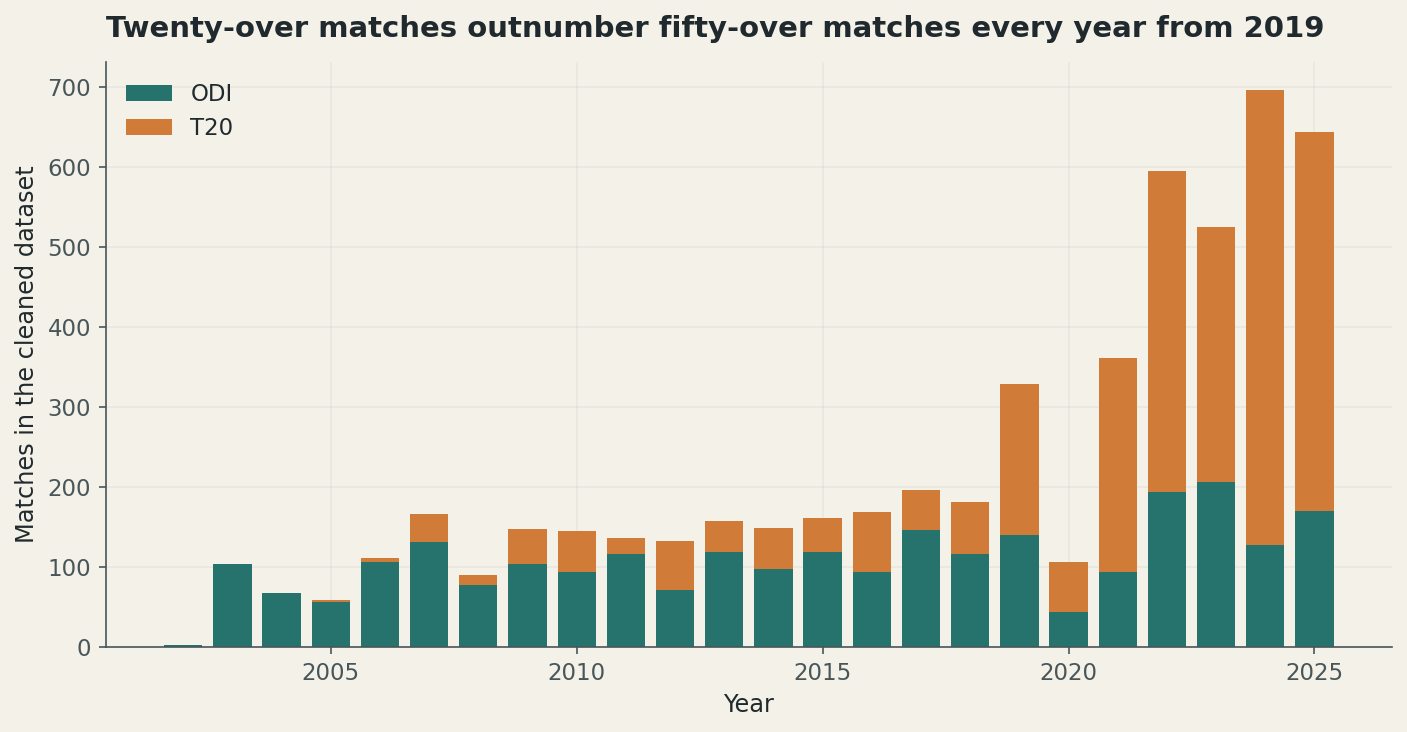 Twenty-over matches outnumber fifty-over matches every year from 2019
ODI
T20
Matches in the cleaned dataset
700
600
500
400
300
200
100
0
2005 2010 2015 2020 2025
Year